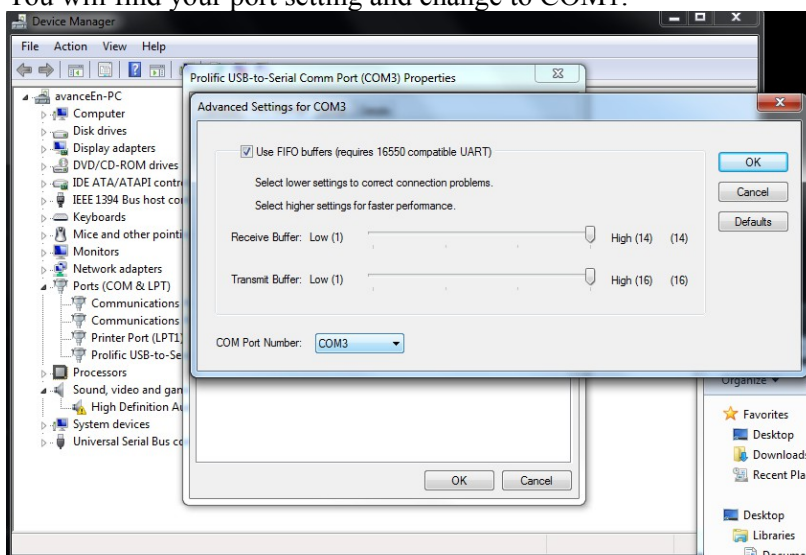 You will find your port setting and change to COM1.
Device Manager
File Action View Help
avanceEn-PC
Computer
Disk drives
Display adapters
DVD/CD-ROM drives
IDE ATA/ATAPI contr
IEEE 1394 Bus host co
Keyboards
Mice and other pointi
Monitors
Network adapters
Ports (COM & LPT)
Communications
Communications
Printer Port (LPT1)
Prolific USB-to-Se
Processors
Sound, video and gan
High Definition Au
System devices
Universal Serial Bus co
Prolific USB-to-Serial Comm Port (COM3) Properties
Advanced Settings for COM3
Use FIFO buffers (requires 16550 compatible UART)
Select lower settings to correct connection problems.
Select higher settings for faster performance.
Receive Buffer: Low (1) High (14) (14)
Transmit Buffer: Low (1) High (16) (16)
COM Port Number: COM3
OK
Cancel
Defaults
OK Cancel
Organize
Favorites
Desktop
Download
Recent Pla
Desktop
Libraries